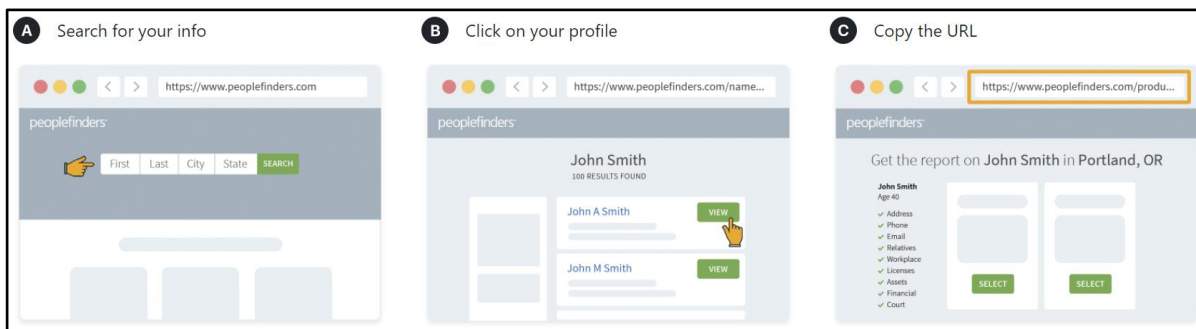 A Search for your info
https://www.peoplefinders.com
peoplefinders
First Last City State SEARCH
B Click on your profile
https://www.peoplefinders.com/name...
peoplefinders
John Smith
100 RESULTS FOUND
John A Smith VIEW
John M Smith VIEW
C Copy the URL
https://www.peoplefinders.com/produ...
peoplefinders
Get the report on John Smith in Portland, OR
John Smith
Age 40
✓ Address
✓ Phone
✓ Email
✓ Relatives
✓ Workplace
✓ Licenses
✓ Assets
✓ Financial
✓ Court
SELECT SELECT